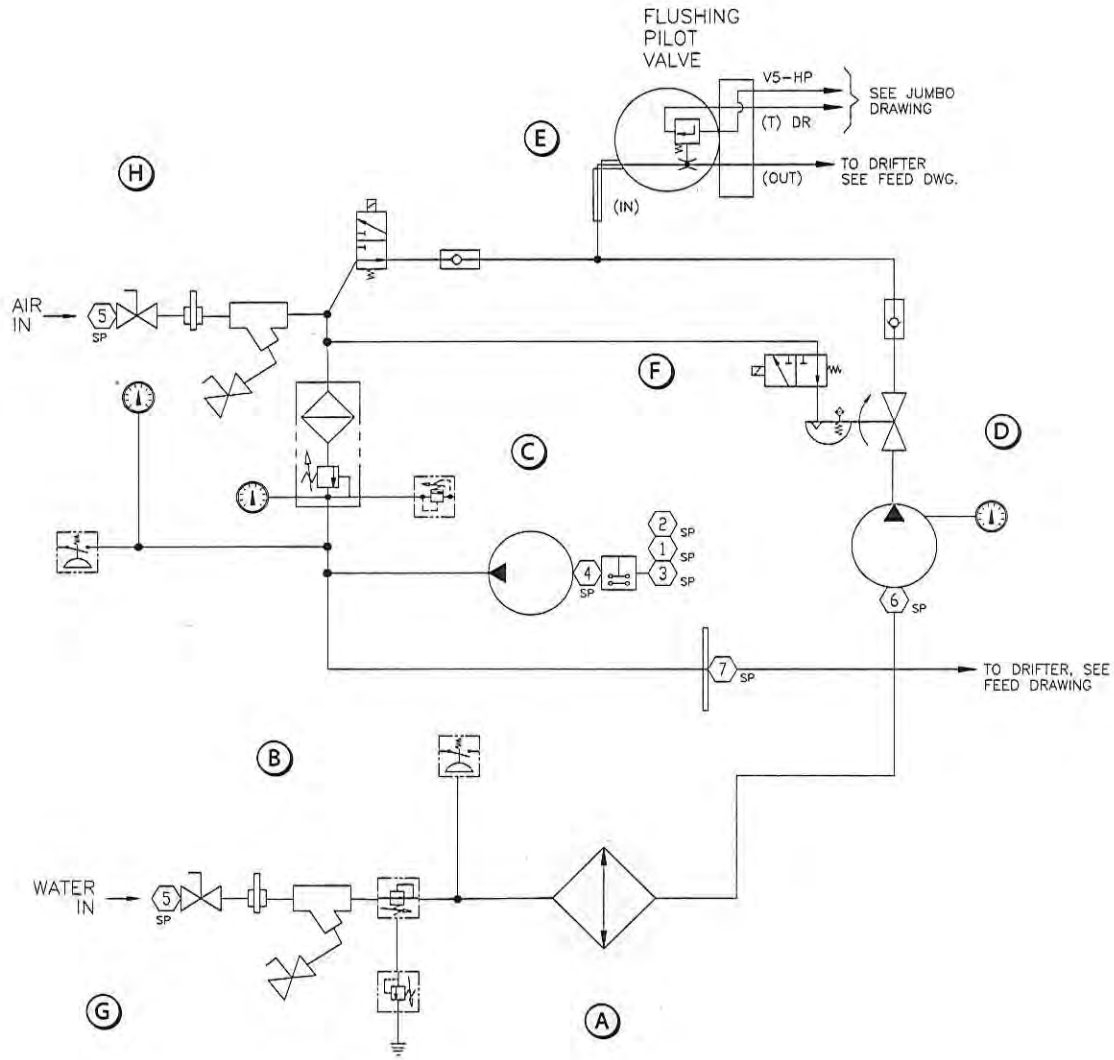 FLUSHING
PILOT
VALVE
V5-HP
SEE JUMBO
DRAWING
(T) DR
E
TO DRIFTER
SEE FEED DWG.
(OUT)
(IN)
H
AIR
IN
5
SP
F
D
C
2
SP
1
SP
4
SP
3
SP
6
SP
7
SP
TO DRIFTER, SEE
FEED DRAWING
B
WATER
IN
5
SP
G
A